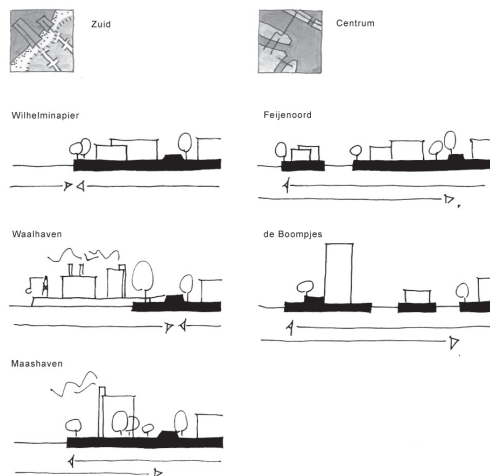 Zuid
Centrum
Wilhelminapier
Feijenoord
Waalhaven
de Boompjes
Maashaven